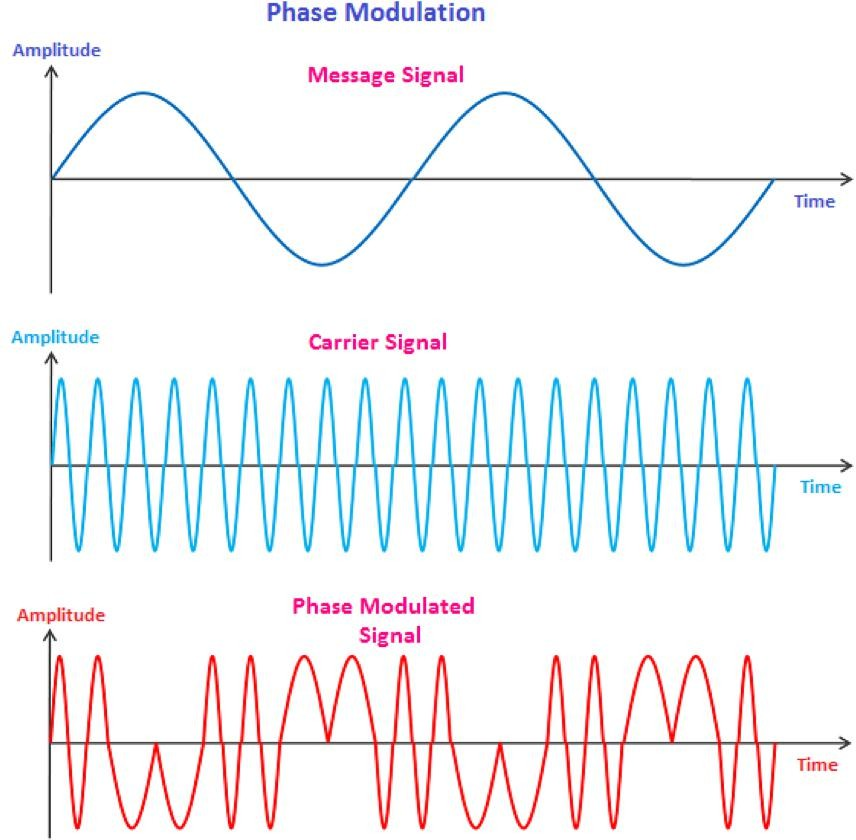 Phase Modulation
Amplitude
Message Signal
Time
Amplitude
Carrier Signal
Time
Phase Modulated
Amplitude
Signal
Time